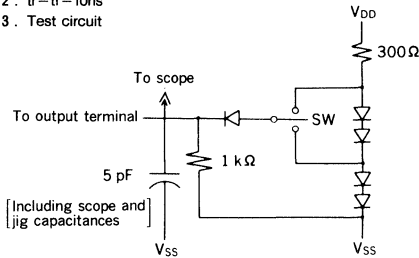 2. tr=tf=10ns
3. Test circuit
VDD
300Ω
To scope
To output terminal
SW
1 kΩ
5 pF
[Including scope and
jig capacitances]
VSS
VSS